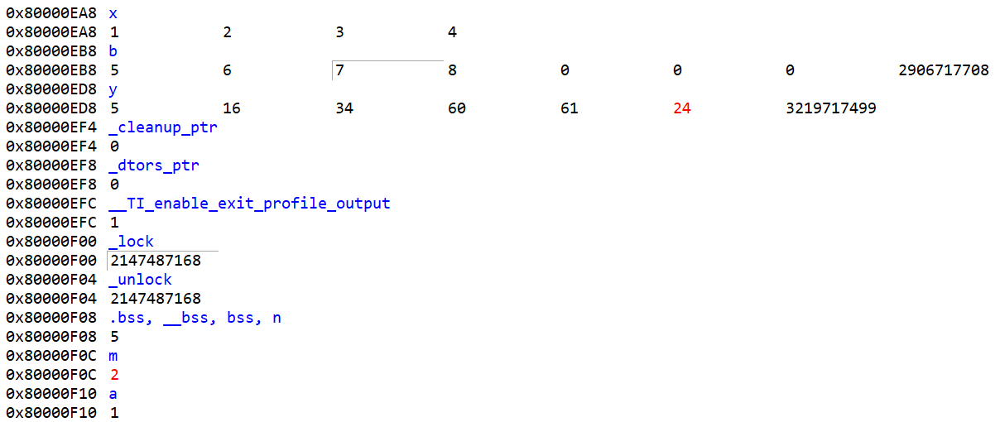 0x80000EA8 x
0x80000EA8 1 2 3 4
0x80000EB8 b
0x80000EB8 5 6 7 8 0 0 0 2906717708
0x80000ED8 y
0x80000ED8 5 16 34 60 61 24 3219717499
0x80000EF4 _cleanup_ptr
0x80000EF4 0
0x80000EF8 _dtors_ptr
0x80000EF8 0
0x80000EFC __TI_enable_exit_profile_output
0x80000EFC 1
0x80000F00 _lock
0x80000F00 2147487168
0x80000F04 _unlock
0x80000F04 2147487168
0x80000F08 .bss, __bss, bss, n
0x80000F08 5
0x80000F0C m
0x80000F0C 2
0x80000F10 a
0x80000F10 1